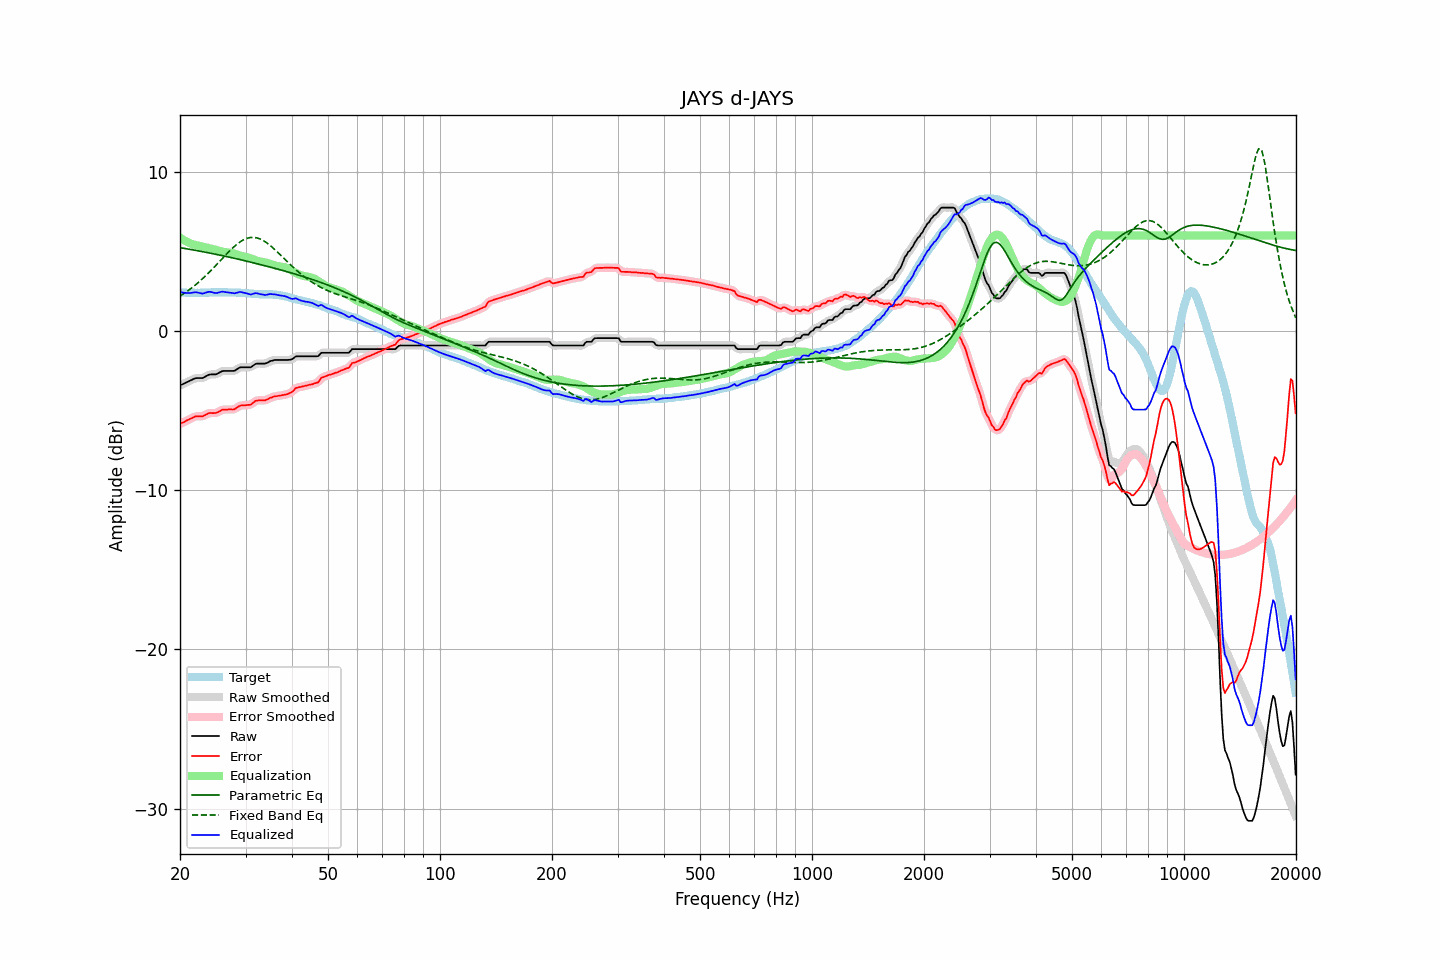 JAYS d-JAYS
Amplitude (dBr)
10
0
−10
−20
−30
Target
Raw Smoothed
Error Smoothed
Raw
Error
Equalization
Parametric Eq
Fixed Band Eq
Equalized
20 50 100 200 500 1000 2000 5000 10000 20000
Frequency (Hz)